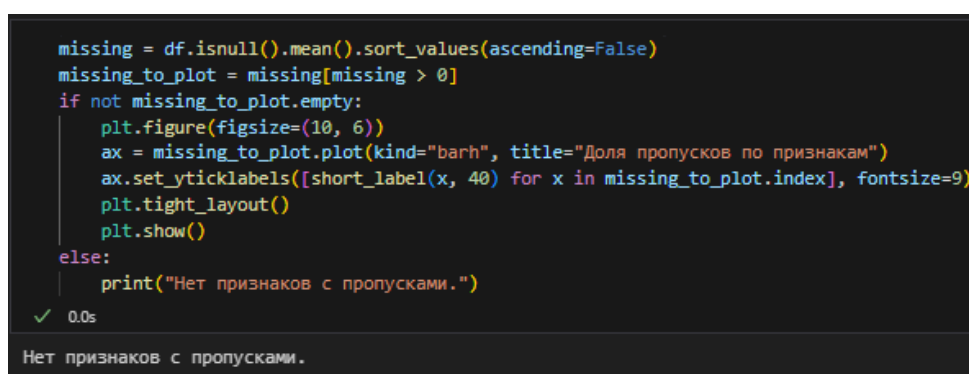 missing = df.isnull().mean().sort_values(ascending=False)
missing_to_plot = missing[missing > 0]
if not missing_to_plot.empty:
    plt.figure(figsize=(10, 6))
    ax = missing_to_plot.plot(kind="barh", title="Доля пропусков по признакам")
    ax.set_yticklabels([short_label(x, 40) for x in missing_to_plot.index], fontsize=9)
    plt.tight_layout()
    plt.show()
else:
    print("Нет признаков с пропусками.")
✓ 0.0s
Нет признаков с пропусками.